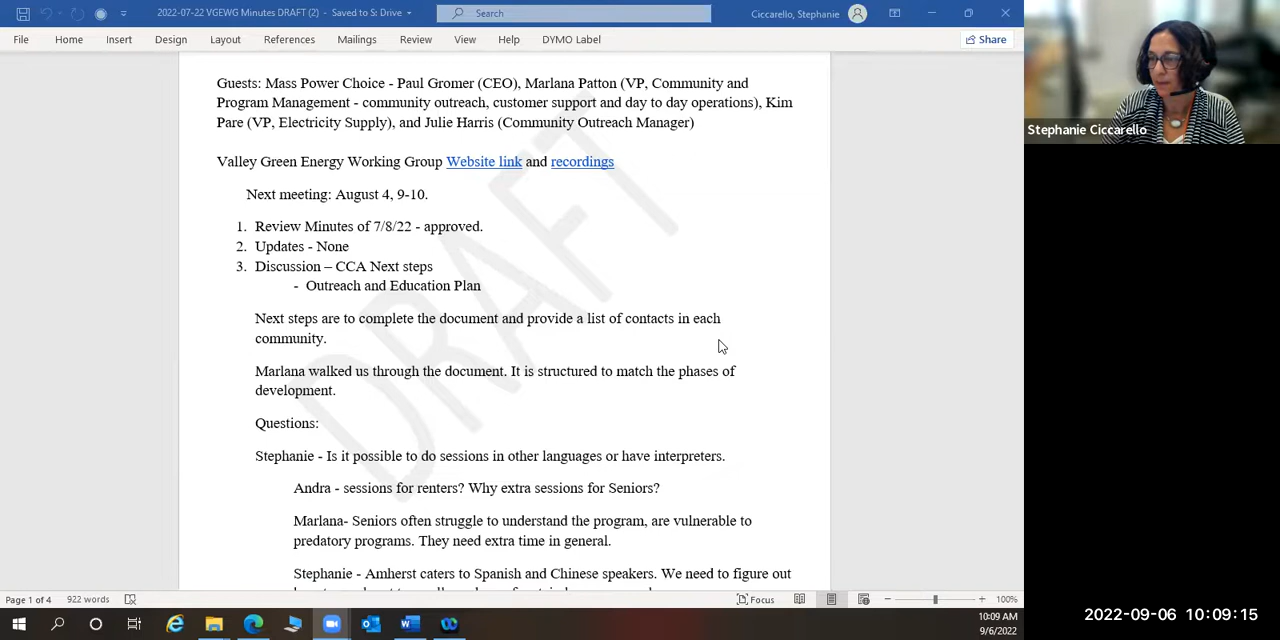 2022-07-22 VGEWG Minutes DRAFT (2) - Saved to S: Drive
Search
Ciccarello, Stephanie
File Home Insert Design Layout References Mailings Review View Help DYMO Label
Share
Guests: Mass Power Choice - Paul Gromer (CEO), Marlana Patton (VP, Community and
Program Management - community outreach, customer support and day to day operations), Kim
Pare (VP, Electricity Supply), and Julie Harris (Community Outreach Manager)
Valley Green Energy Working Group Website link and recordings
Next meeting: August 4, 9-10.
1. Review Minutes of 7/8/22 - approved.
2. Updates - None
3. Discussion – CCA Next steps
- Outreach and Education Plan
Next steps are to complete the document and provide a list of contacts in each
community.
Marlana walked us through the document. It is structured to match the phases of
development.
Questions:
Stephanie - Is it possible to do sessions in other languages or have interpreters.
Andra - sessions for renters? Why extra sessions for Seniors?
Marlana- Seniors often struggle to understand the program, are vulnerable to
predatory programs. They need extra time in general.
Stephanie - Amherst caters to Spanish and Chinese speakers. We need to figure out
DRAFT
Page 1 of 4 922 words
Focus
100%
10:09 AM
9/6/2022
Stephanie Ciccarello
2022-09-06 10:09:15